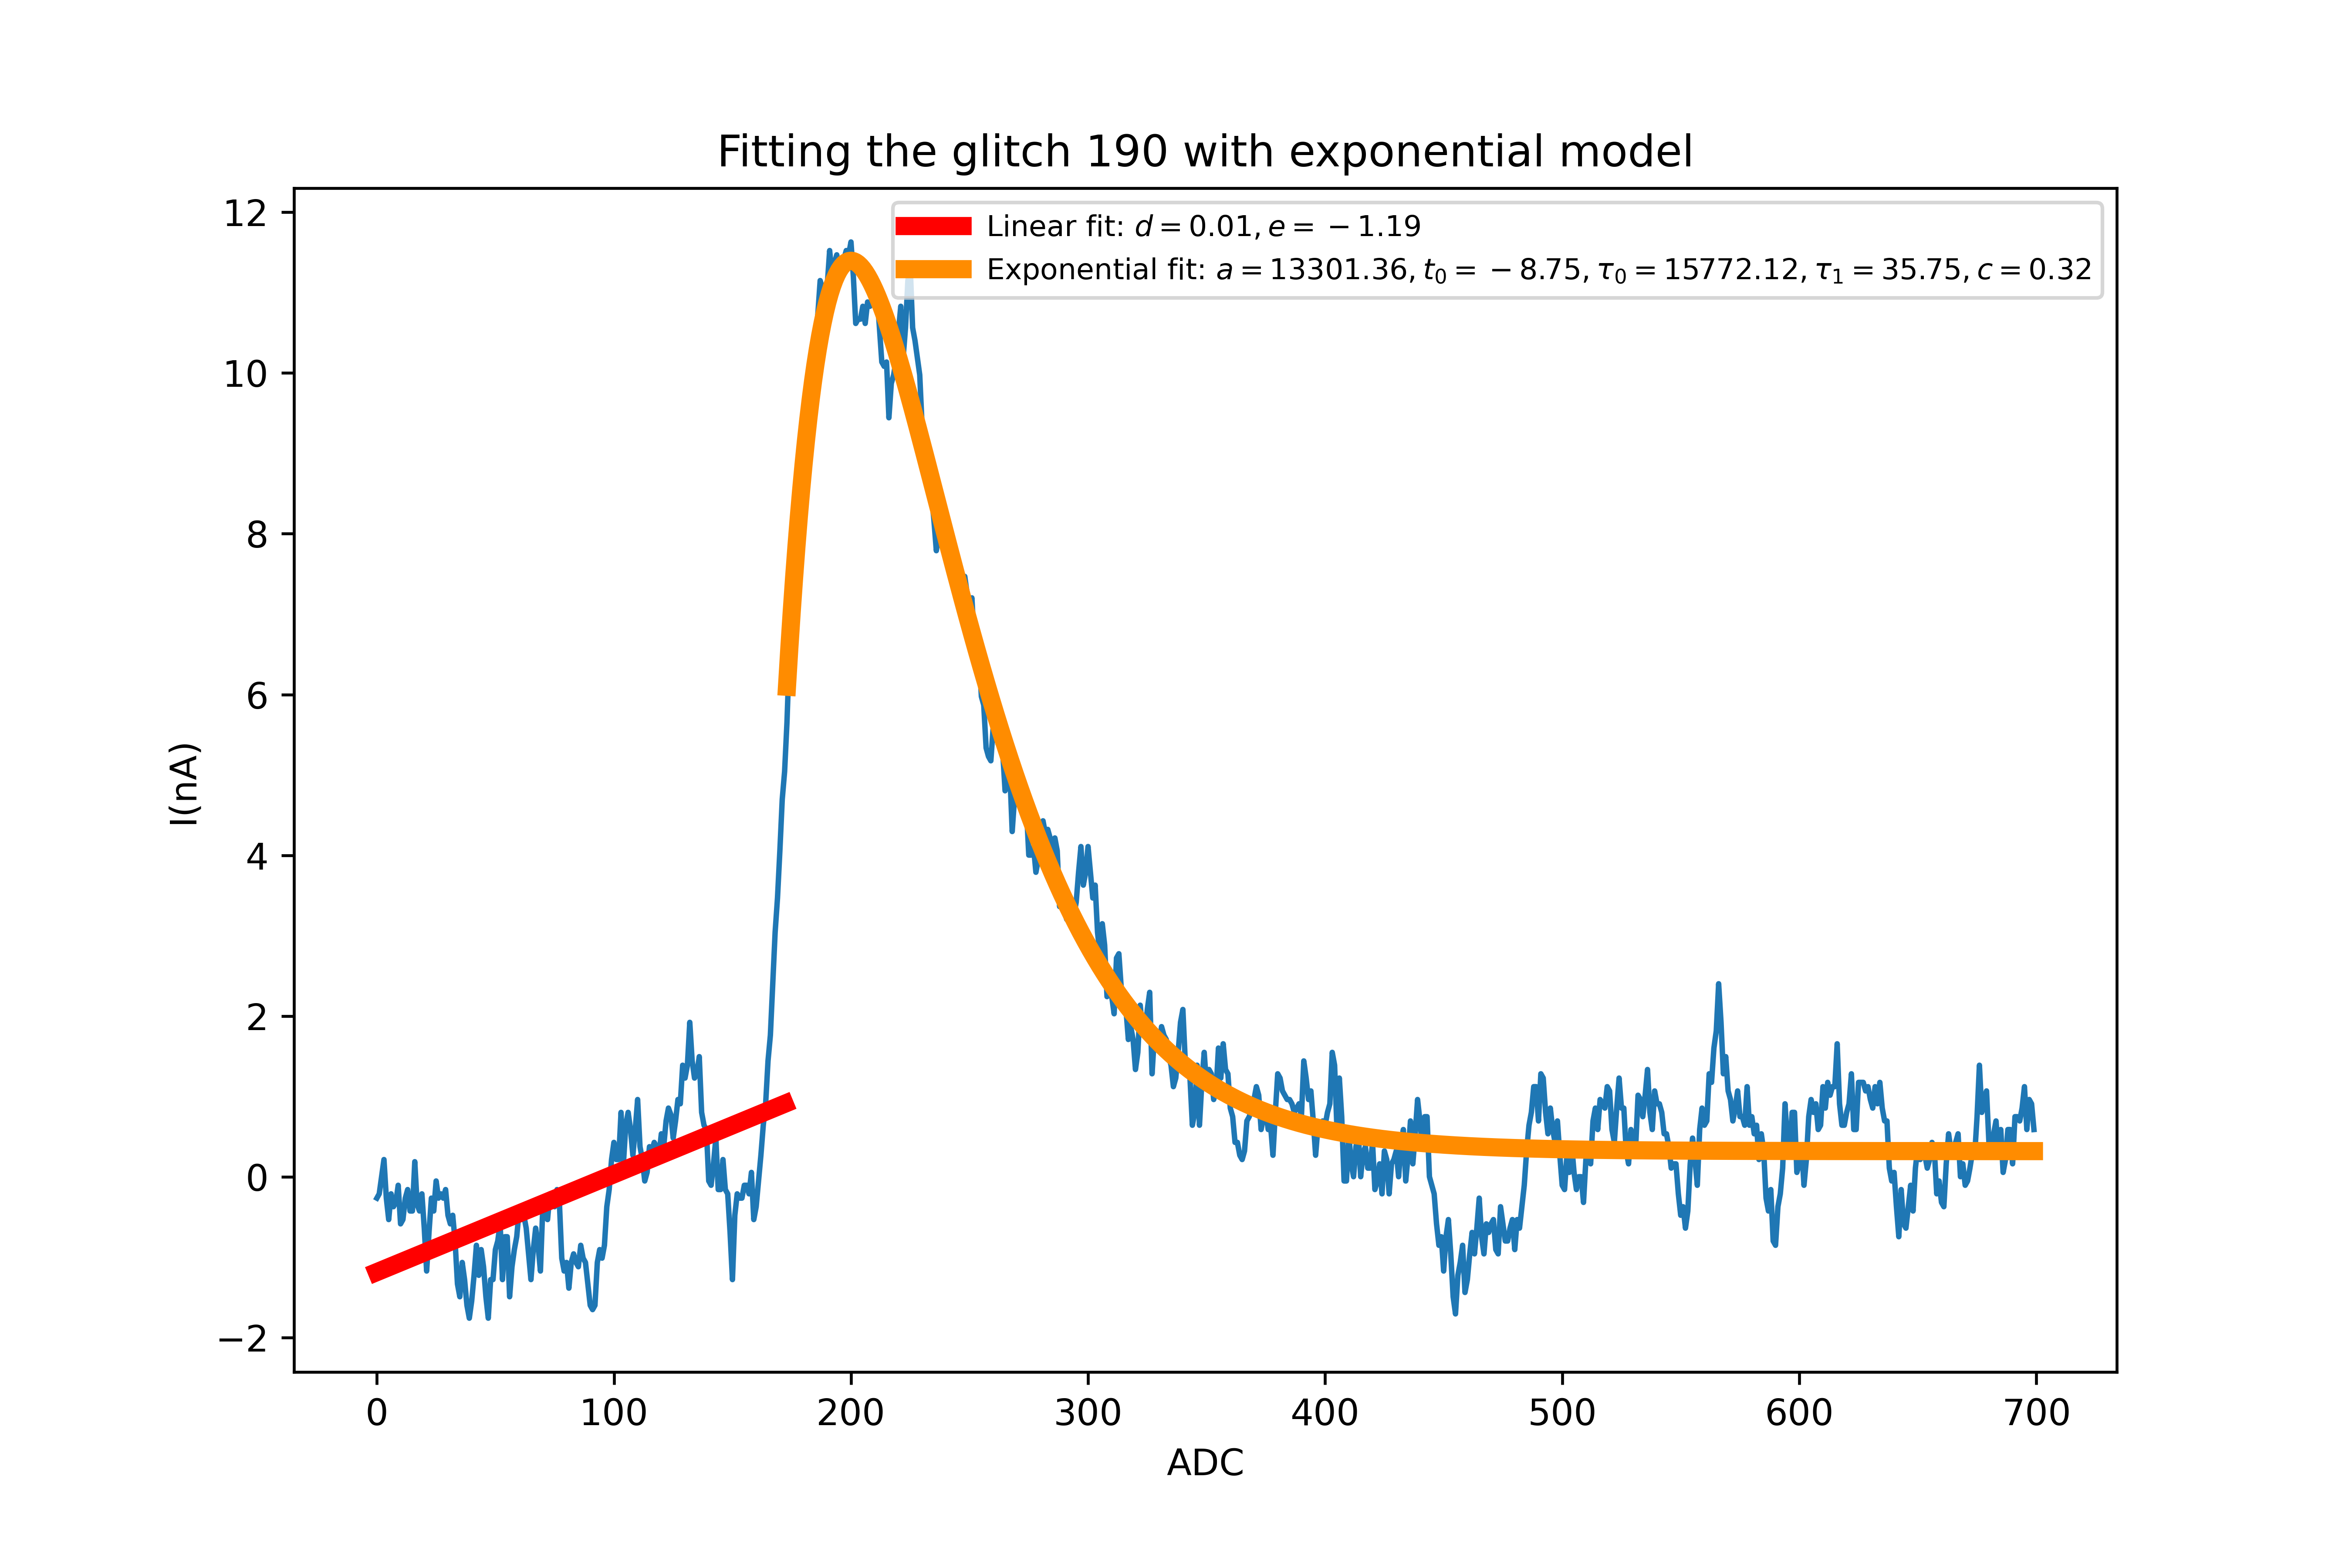 Fitting the glitch 190 with exponential model
Linear fit: d = 0.01, e = −1.19
Exponential fit: a = 13301.36, t₀ = −8.75, τ₀ = 15772.12, τ₁ = 35.75, c = 0.32
12
10
8
6
4
2
0
−2
I(nA)
0 100 200 300 400 500 600 700
ADC